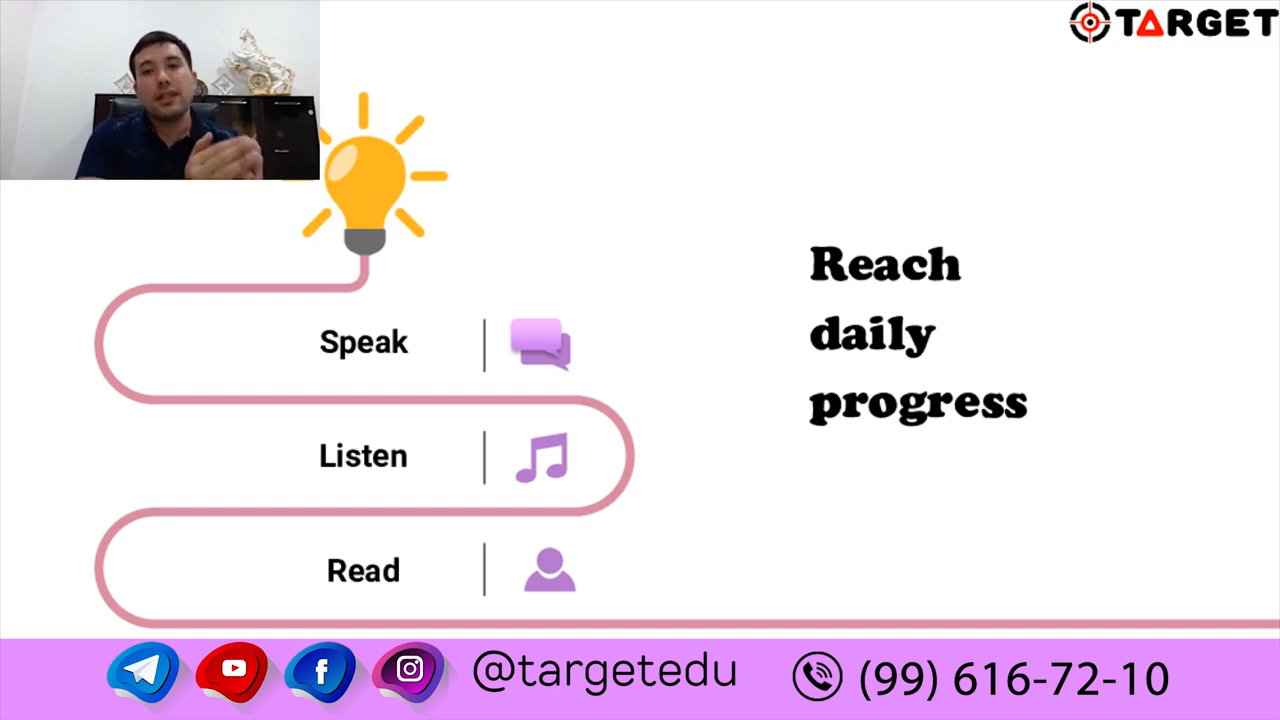 TARGET
Reach
daily
progress
Speak
Listen
Read
@targetedu
(99) 616-72-10